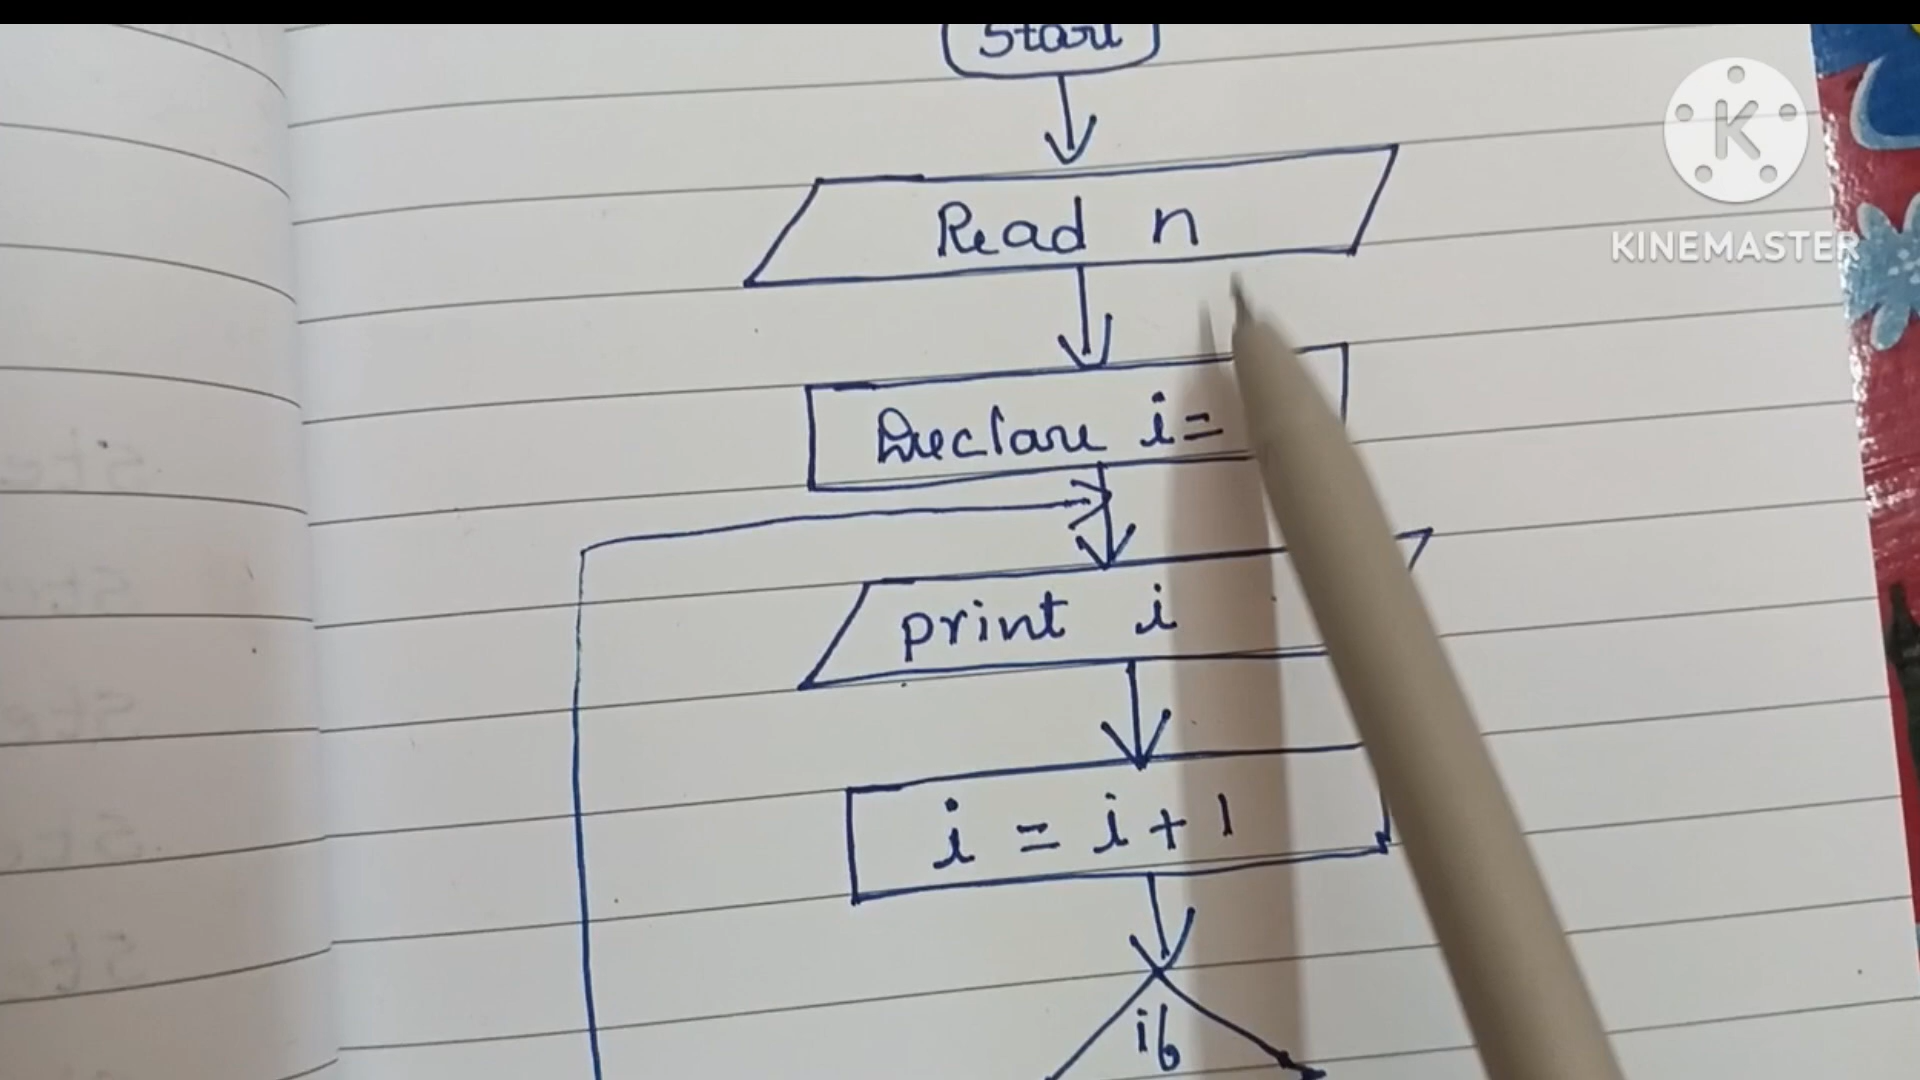 Start
Read n
Declare i=
print i
i = i + 1
if
K
KINEMASTER